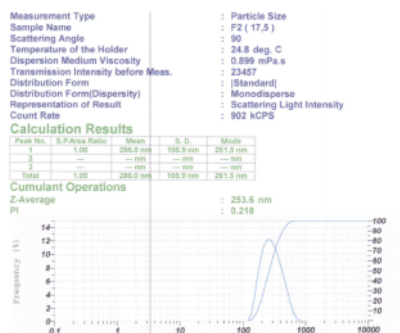 Measurement Type : Particle Size
Sample Name : F2 ( 17,5 )
Scattering Angle : 90
Temperature of the Holder : 24.8 deg. C
Dispersion Medium Viscosity : 0.899 mPa.s
Transmission Intensity before Meas. : 23457
Distribution Form : [Standard]
Distribution Form(Dispersity) : Monodisperse
Representation of Result : Scattering Light Intensity
Count Rate : 902 kCPS
Calculation Results
Peak No. S.P.Area Ratio Mean S. D. Mode
1 1.00 286.0 nm 105.9 nm 261.5 nm
2 --- --- nm --- nm --- nm
3 --- --- nm --- nm --- nm
Total 1.00 286.0 nm 105.9 nm 261.5 nm
Cumulant Operations
Z-Average : 253.6 nm
PI : 0.218
Frequency (%)
14
12
10
8
6
4
2
100
90
80
70
60
50
40
30
20
10
0.1 1 10 100 1000 10000